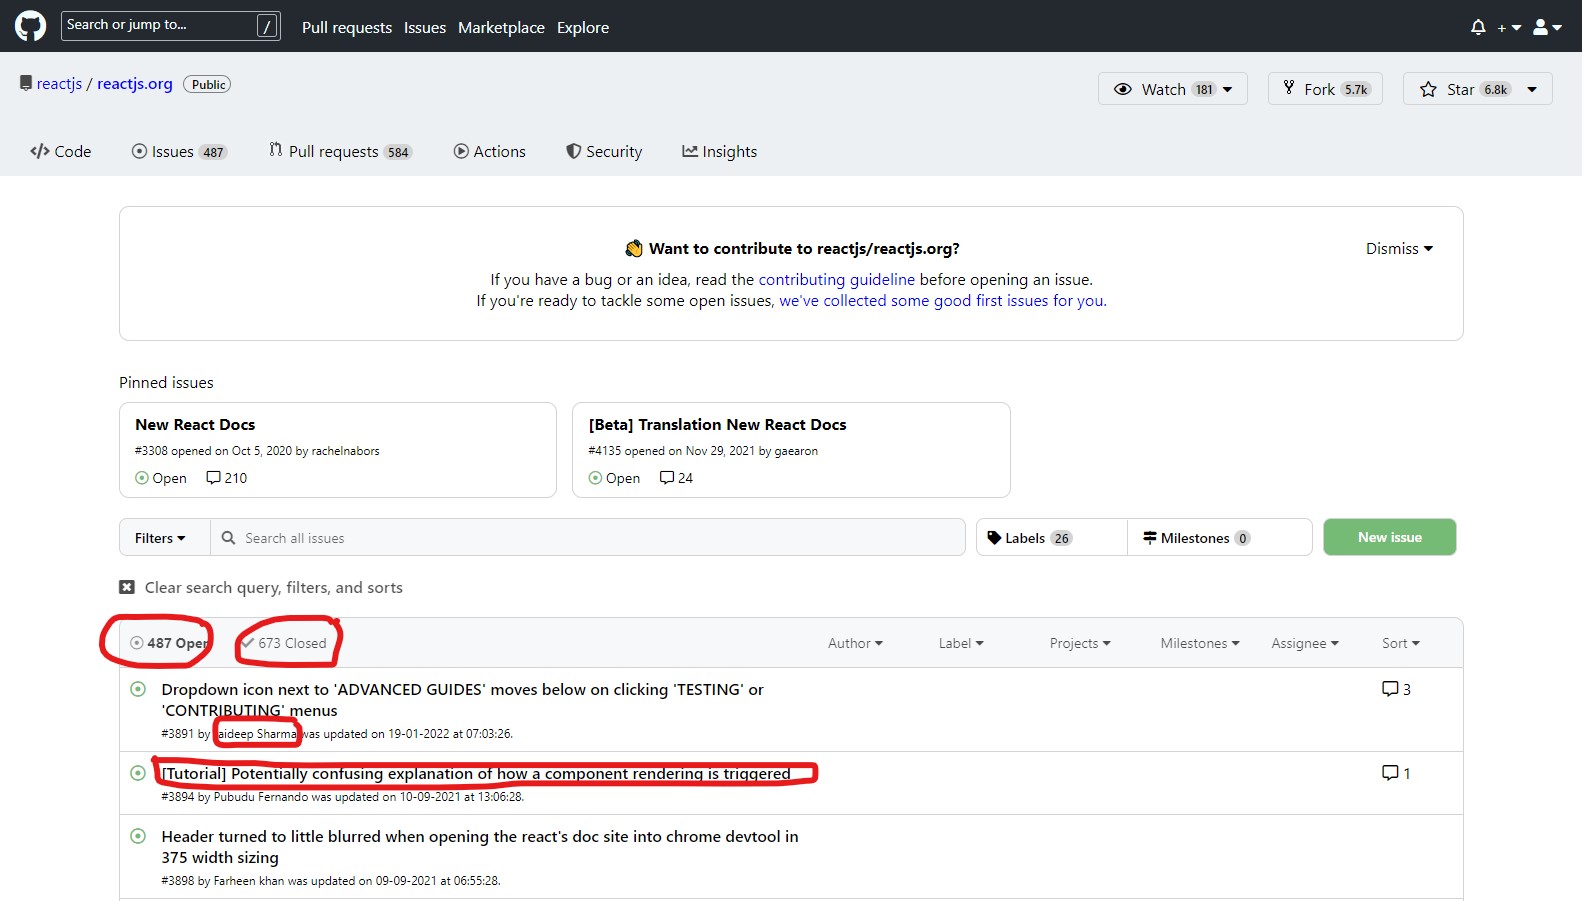 Search or jump to... /
Pull requests Issues Marketplace Explore
+
reactjs / reactjs.org Public
Watch 181
Fork 5.7k
Star 6.8k
Code
Issues 487
Pull requests 584
Actions
Security
Insights
Want to contribute to reactjs/reactjs.org?
Dismiss
If you have a bug or an idea, read the contributing guideline before opening an issue.
If you're ready to tackle some open issues, we've collected some good first issues for you.
Pinned issues
New React Docs
#3308 opened on Oct 5, 2020 by rachelnabors
Open 210
[Beta] Translation New React Docs
#4135 opened on Nov 29, 2021 by gaearon
Open 24
Filters
Search all issues
Labels 26
Milestones 0
New issue
Clear search query, filters, and sorts
487 Open
673 Closed
Author
Label
Projects
Milestones
Assignee
Sort
Dropdown icon next to 'ADVANCED GUIDES' moves below on clicking 'TESTING' or
'CONTRIBUTING' menus
3
#3891 by Jaideep Sharma was updated on 19-01-2022 at 07:03:26.
[Tutorial] Potentially confusing explanation of how a component rendering is triggered
1
#3894 by Pubudu Fernando was updated on 10-09-2021 at 13:06:28.
Header turned to little blurred when opening the react's doc site into chrome devtool in
375 width sizing
#3898 by Farheen khan was updated on 09-09-2021 at 06:55:28.